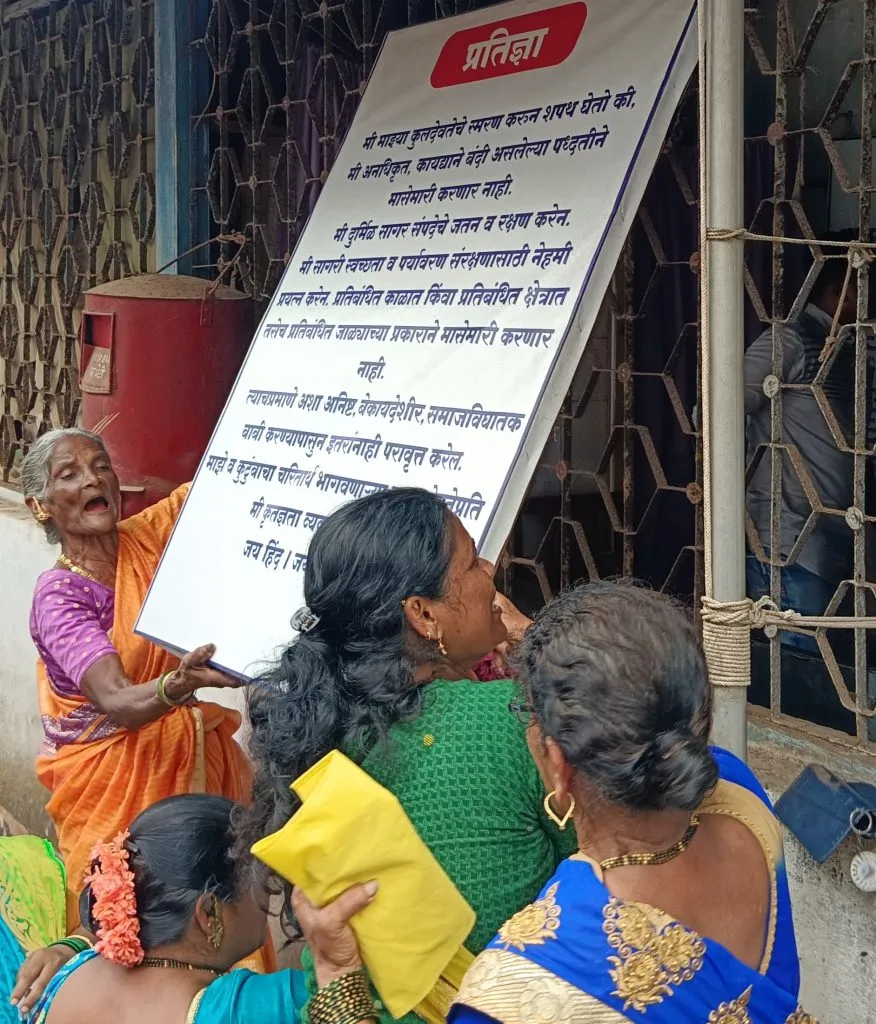 प्रतिज्ञा
मी माझ्या कुलदेवतेचे स्मरण करुन शपथ घेतो की,
मी अनधिकृत, कायद्याने बंदी असलेल्या पध्दतीने
मासेमारी करणार नाही.
मी दुर्मिळ सागर संपदेचे जतन व रक्षण करेन.
मी सागरी स्वच्छता व पर्यावरण संरक्षणासाठी नेहमी
प्रयत्न करेन. प्रतिबंधित काळात किंवा प्रतिबंधित क्षेत्रात
तसेच प्रतिबंधित जाळ्याच्या प्रकाराने मासेमारी करणार
नाही.
त्याचप्रमाणे अशा अनिष्ट, बेकायदेशीर, समाजविघातक
बाबी करण्यापासुन इतरांनाही परावृत्त करेल.
माझे व कुटुंबाचा चरितार्थ
मी कृतज्ञता
जय हिंद ।